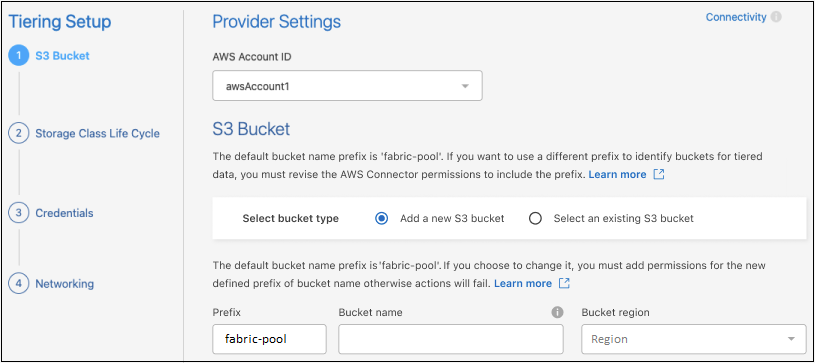 Tiering Setup
1 S3 Bucket
2 Storage Class Life Cycle
3 Credentials
4 Networking
Provider Settings
Connectivity i
AWS Account ID
awsAccount1
S3 Bucket
The default bucket name prefix is 'fabric-pool'. If you want to use a different prefix to identify buckets for tiered
data, you must revise the AWS Connector permissions to include the prefix. Learn more
Select bucket type Add a new S3 bucket Select an existing S3 bucket
The default bucket name prefix is 'fabric-pool'. If you choose to change it, you must add permissions for the new
defined prefix of bucket name otherwise actions will fail. Learn more
Prefix Bucket name i Bucket region
fabric-pool Region